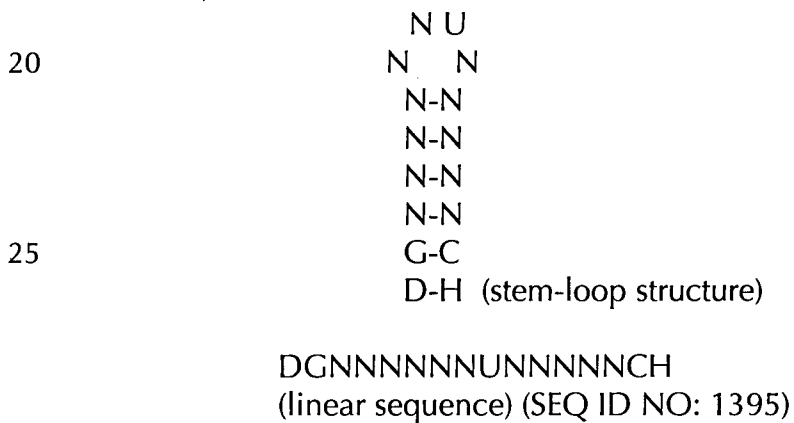 N U
20 N N
N-N
N-N
N-N
N-N
25 G-C
D-H (stem-loop structure)
DGNNNNNNUNNNNNCH
(linear sequence) (SEQ ID NO: 1395)